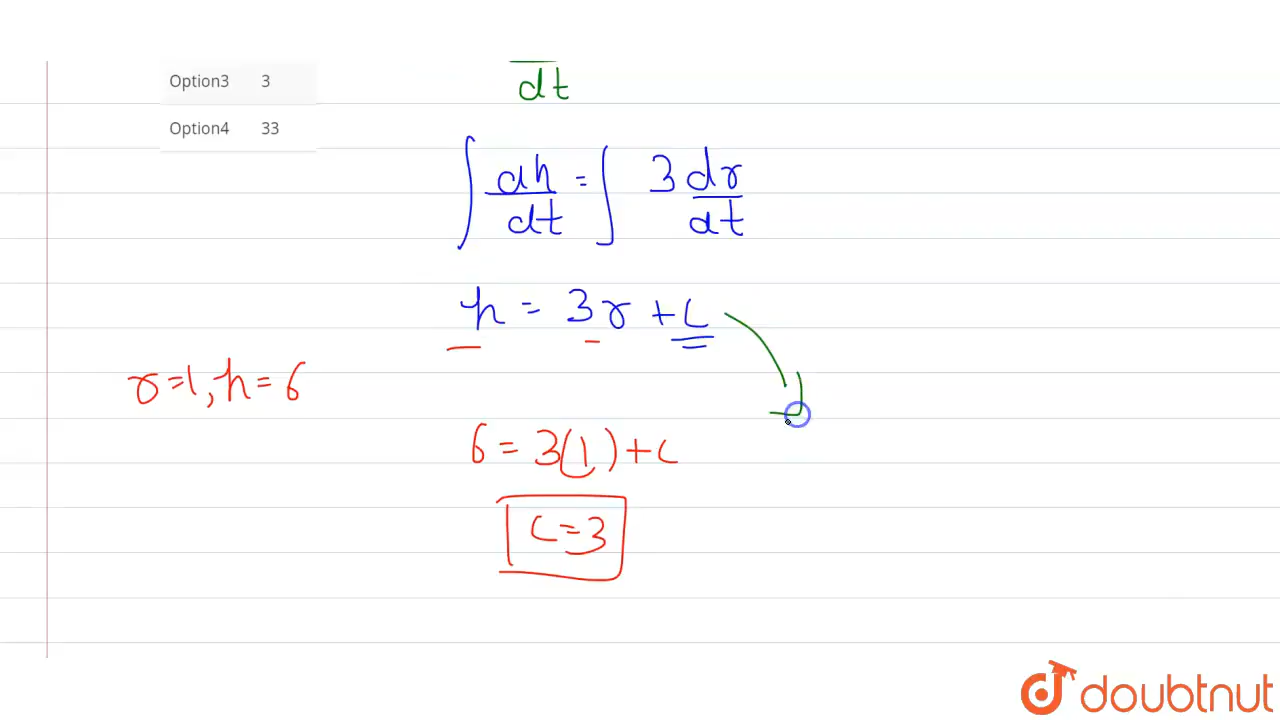 Option3 3
dt
Option4 33
∫ dh/dt = ∫ 3 dr/dt
h = 3r + c
r=1, h=6
6 = 3(1) + c
c=3
doubtnut